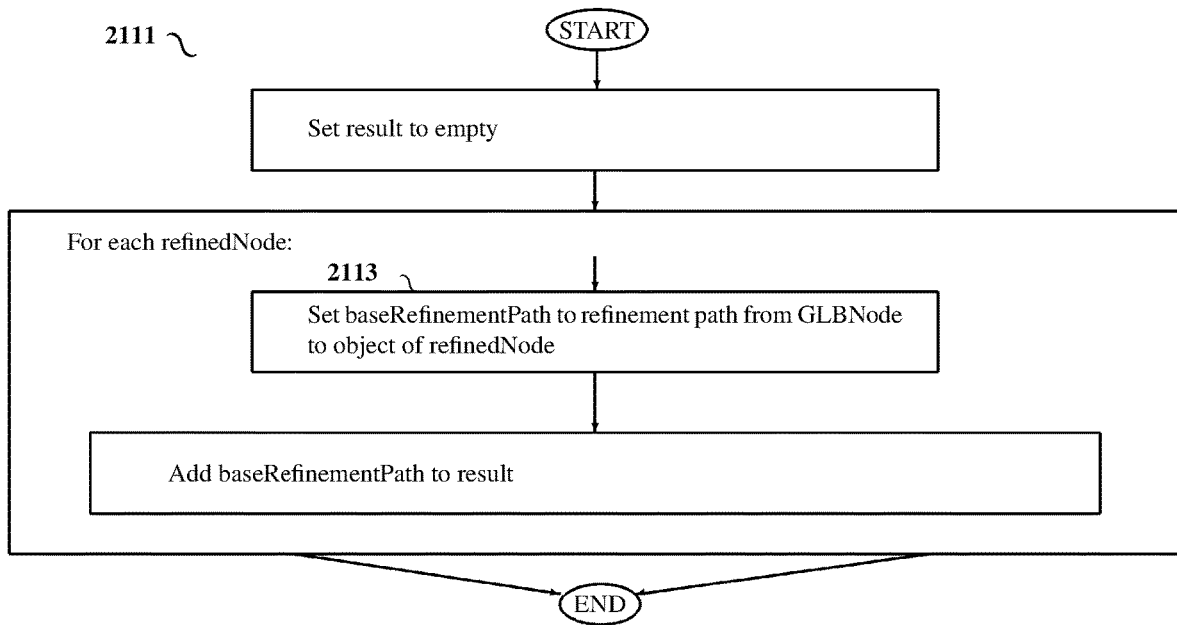 START
2111
Set result to empty
For each refinedNode:
2113
Set baseRefinementPath to refinement path from GLBNode
to object of refinedNode
Add baseRefinementPath to result
END